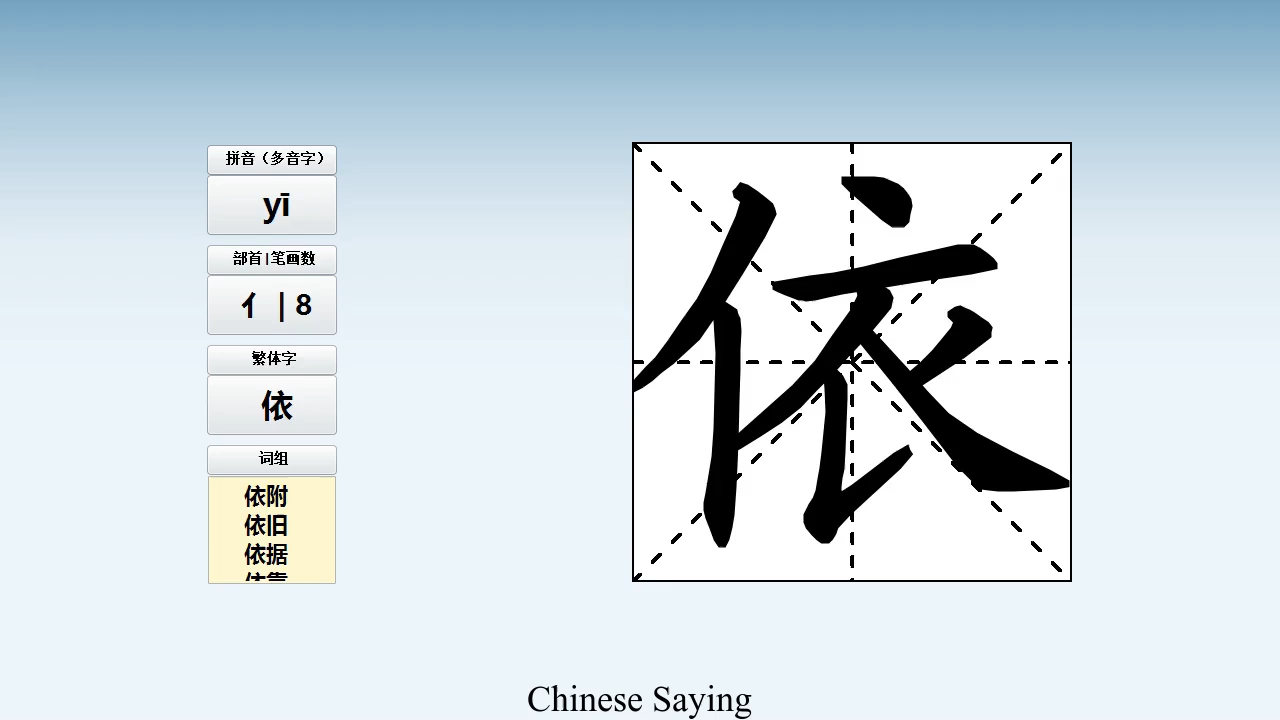 拼音（多音字）
yī
部首|笔画数
亻 | 8
繁体字
依
词组
依附
依旧
依据
依
Chinese Saying